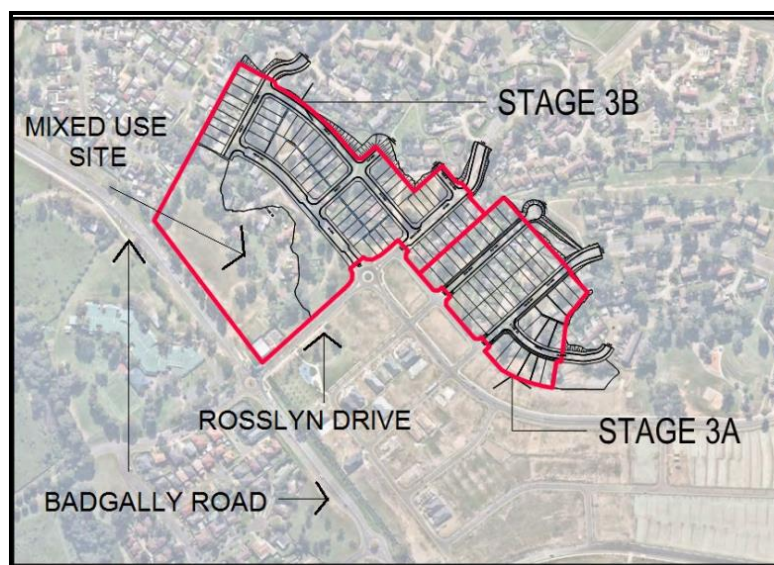 STAGE 3B
MIXED USE
SITE
ROSSLYN DRIVE
STAGE 3A
BADGALLY ROAD